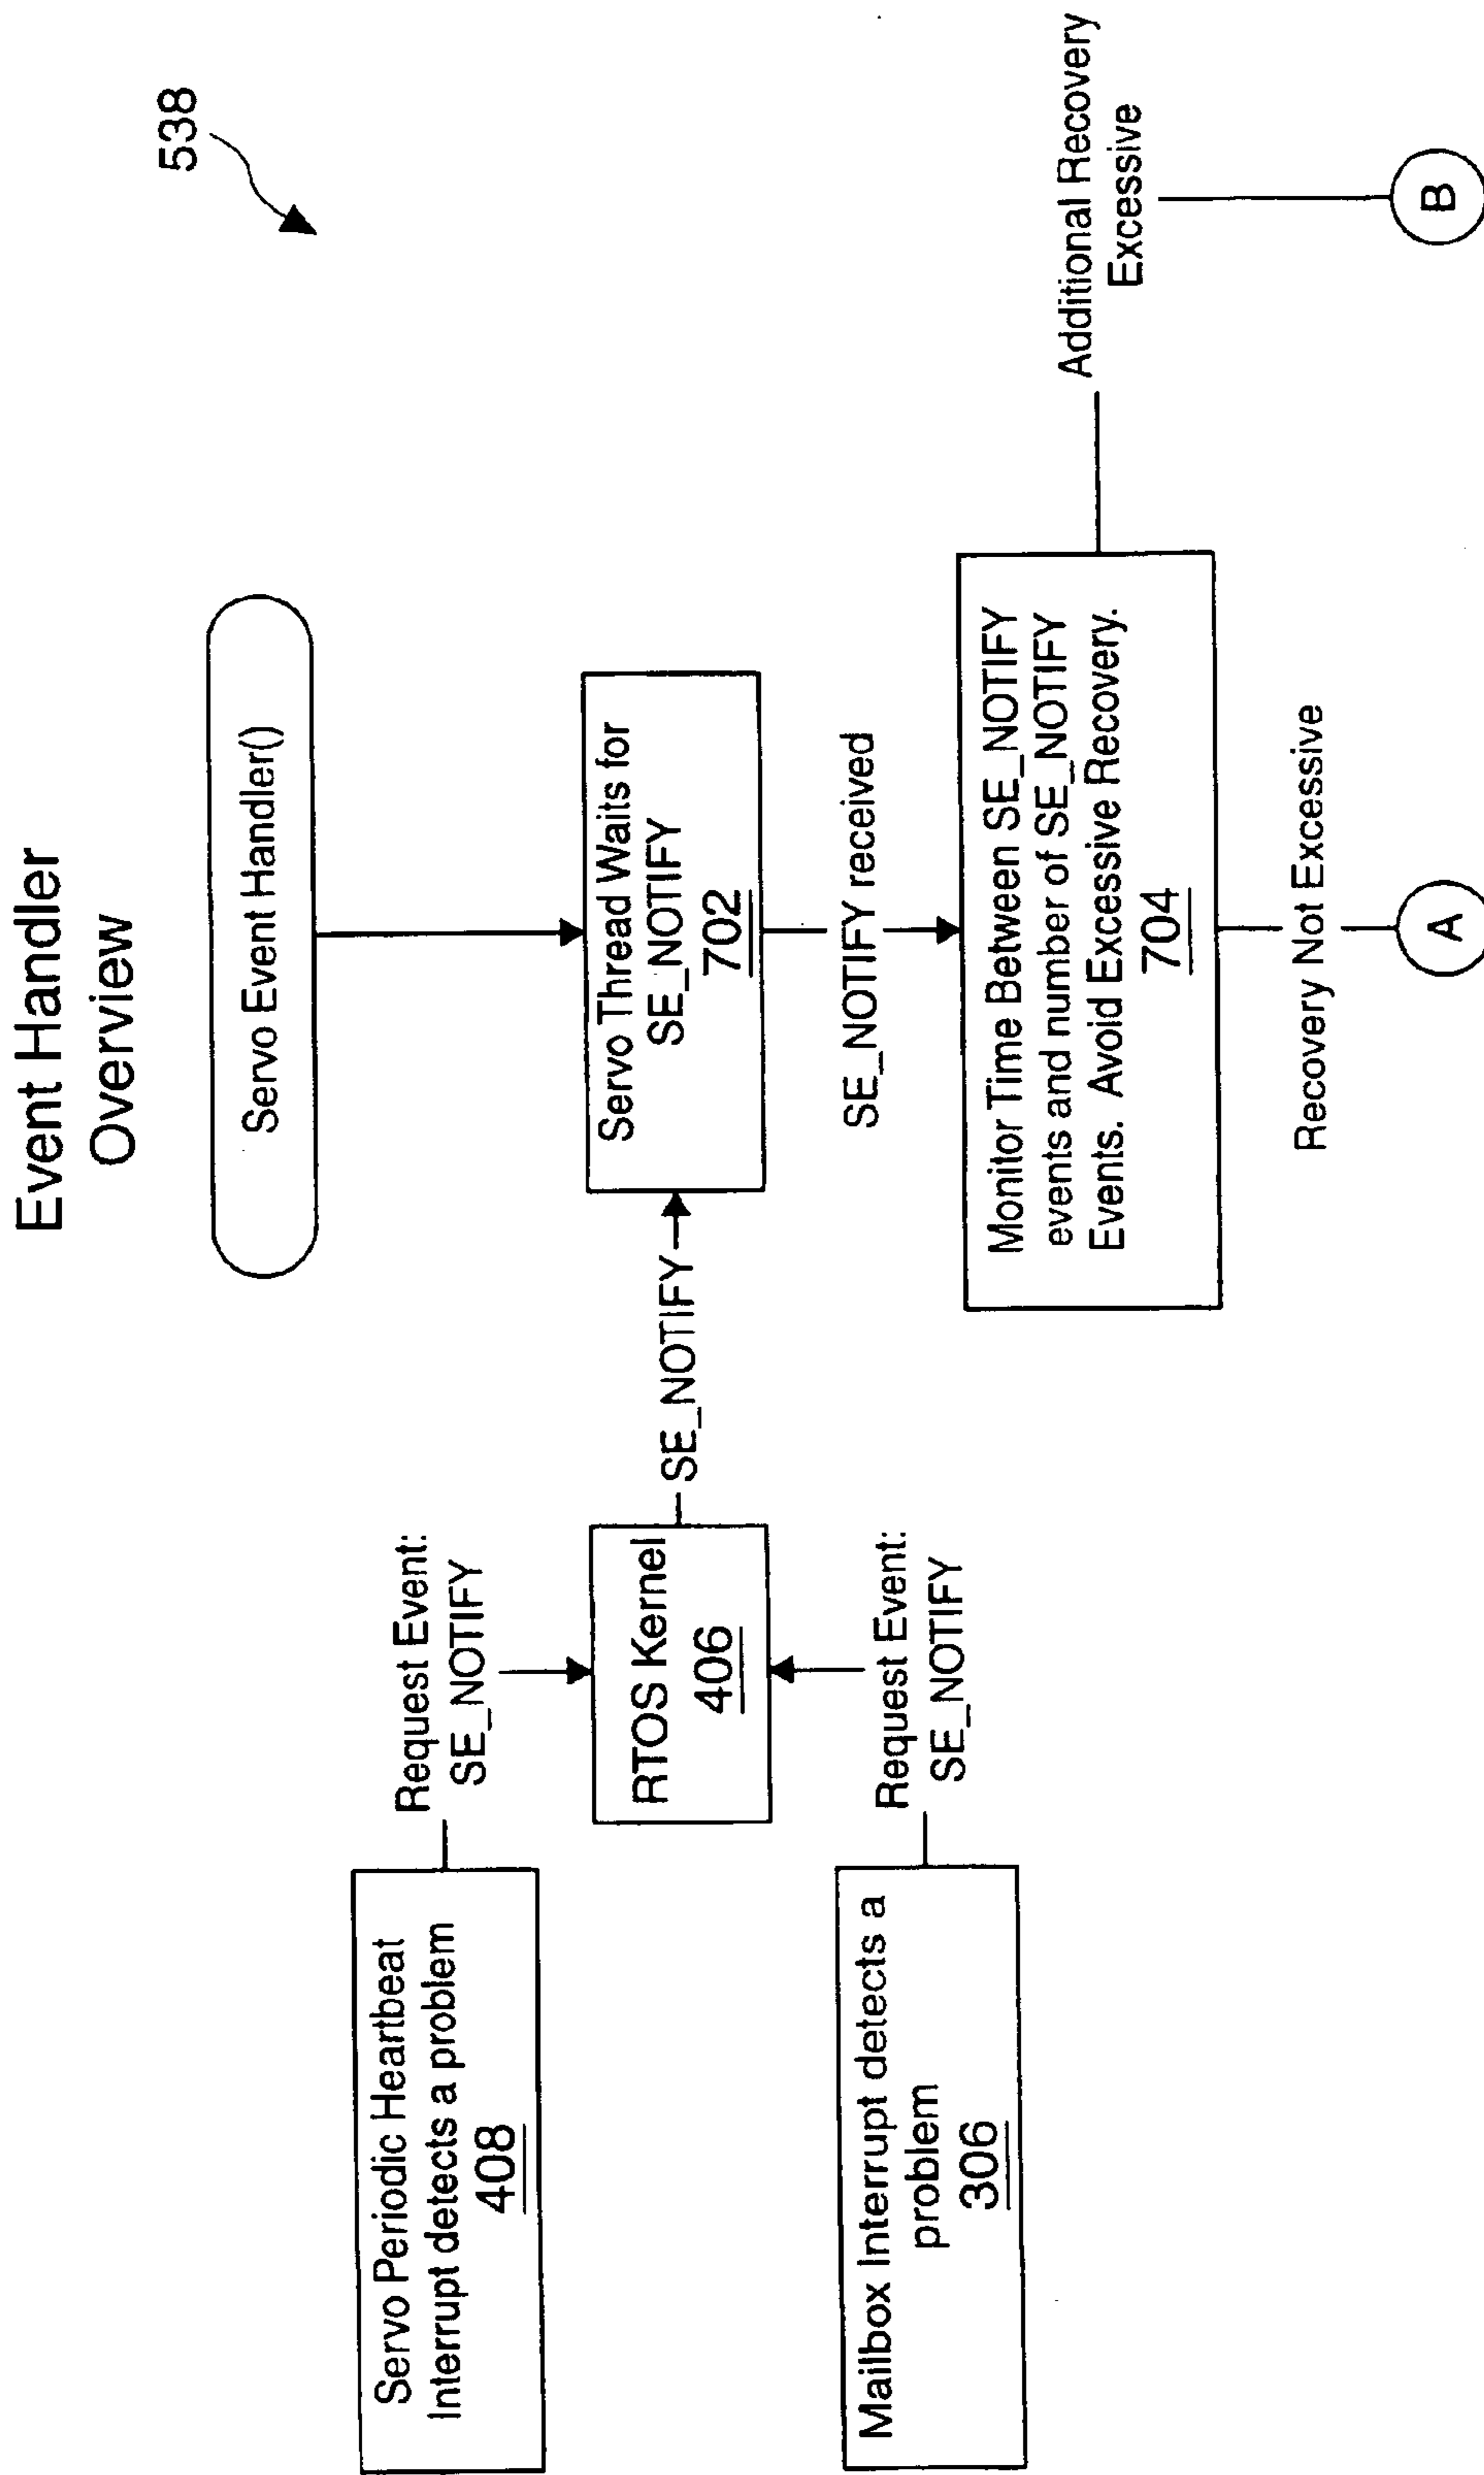 Event Handler
Overview
538
Servo Event Handler()
Servo Periodic Heartbeat
Interrupt detects a problem
408
Request Event:
SE_NOTIFY
RTOS Kernel
406
SE_NOTIFY
Servo Thread Waits for
SE_NOTIFY
702
Mailbox Interrupt detects a
problem
306
Request Event:
SE_NOTIFY
SE_NOTIFY received
Monitor Time Between SE_NOTIFY
events and number of SE_NOTIFY
Events. Avoid Excessive Recovery.
704
Additional Recovery
Excessive
Recovery Not Excessive
A
B